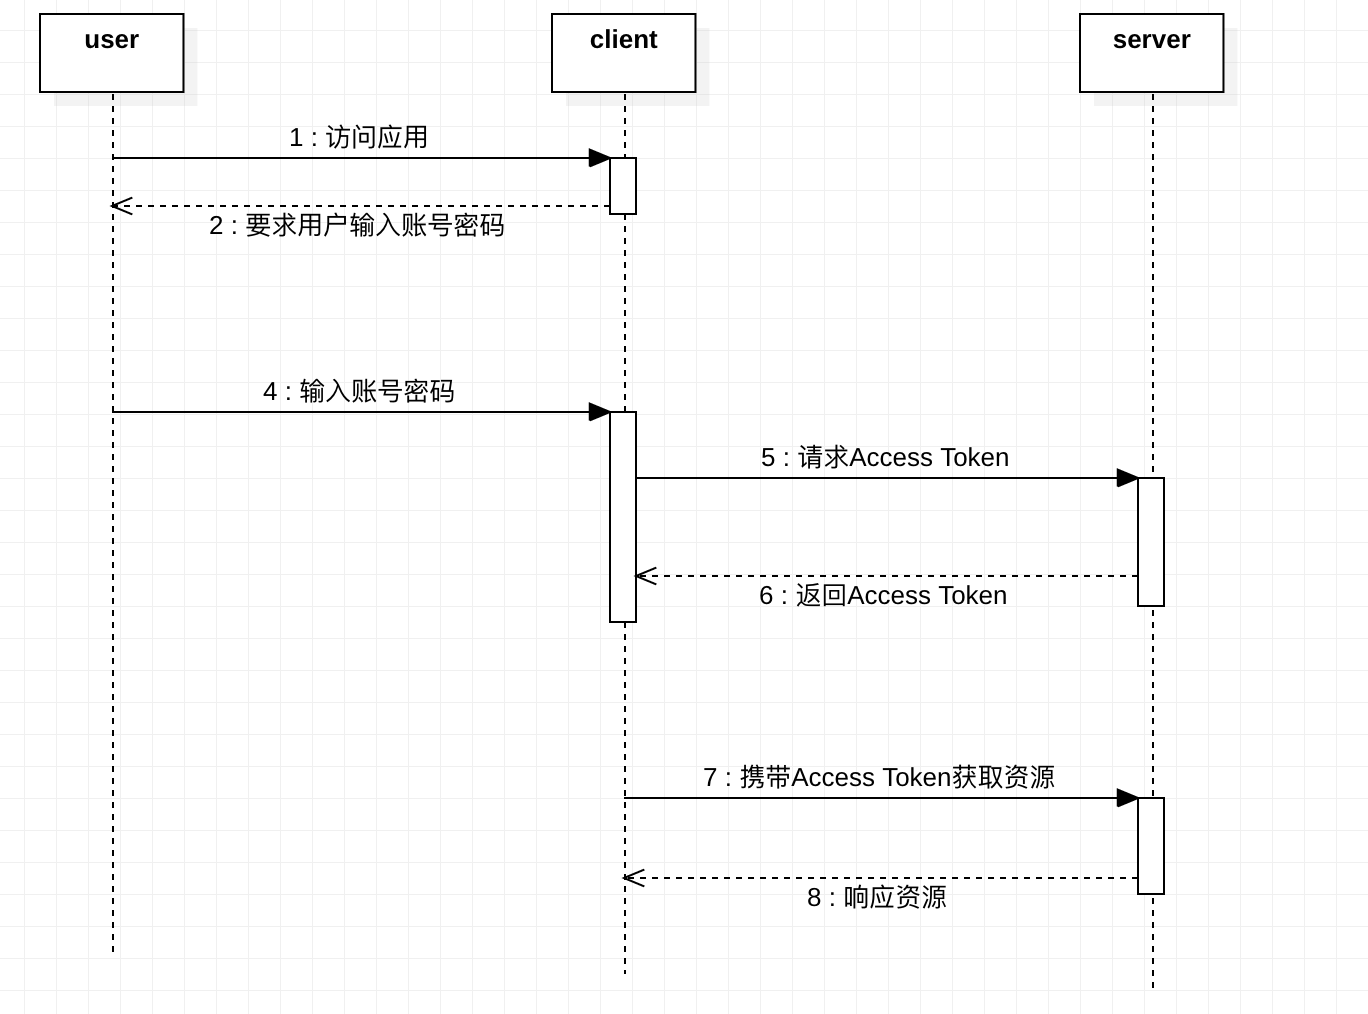 user
client
server
1 : 访问应用
2 : 要求用户输入账号密码
4 : 输入账号密码
5 : 请求Access Token
6 : 返回Access Token
7 : 携带Access Token获取资源
8 : 响应资源